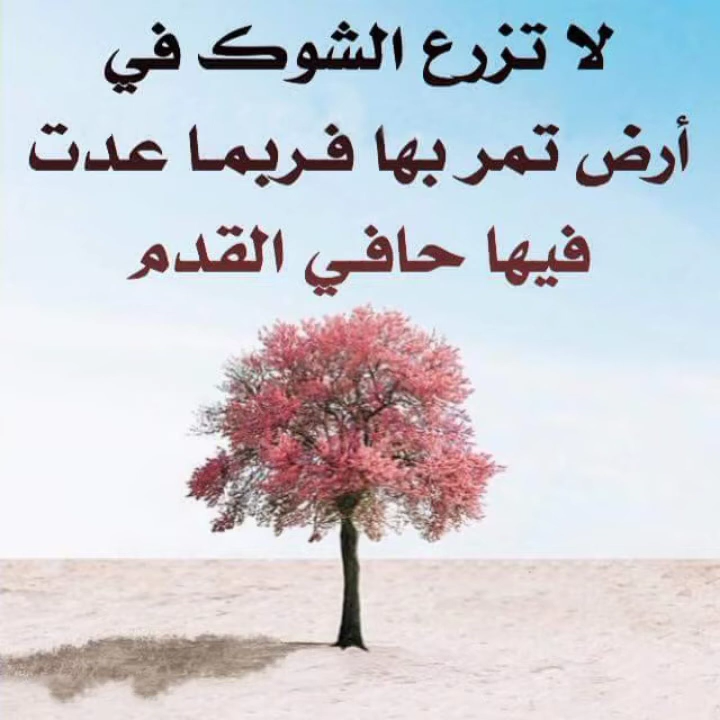 لا تزرع الشوك في
أرض تمر بها فربما عدت
فيها حافي القدم